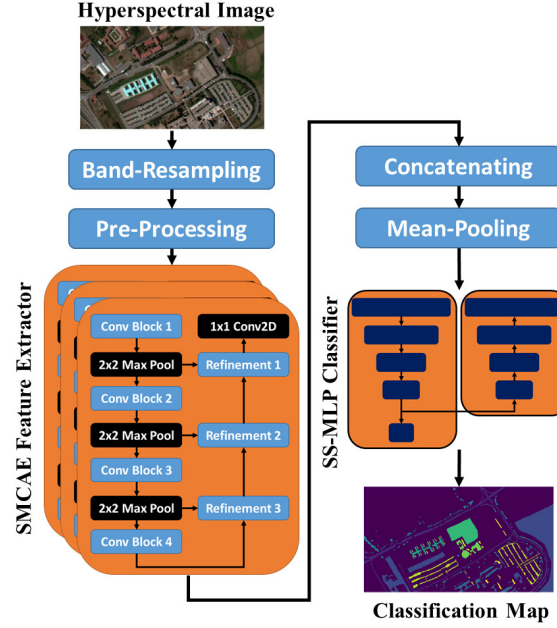 Hyperspectral Image
Band-Resampling
Pre-Processing
SMCAE Feature Extractor
Conv Block 1
1x1 Conv2D
2x2 Max Pool
Refinement 1
Conv Block 2
2x2 Max Pool
Refinement 2
Conv Block 3
2x2 Max Pool
Refinement 3
Conv Block 4
Concatenating
Mean-Pooling
SS-MLP Classifier
Classification Map